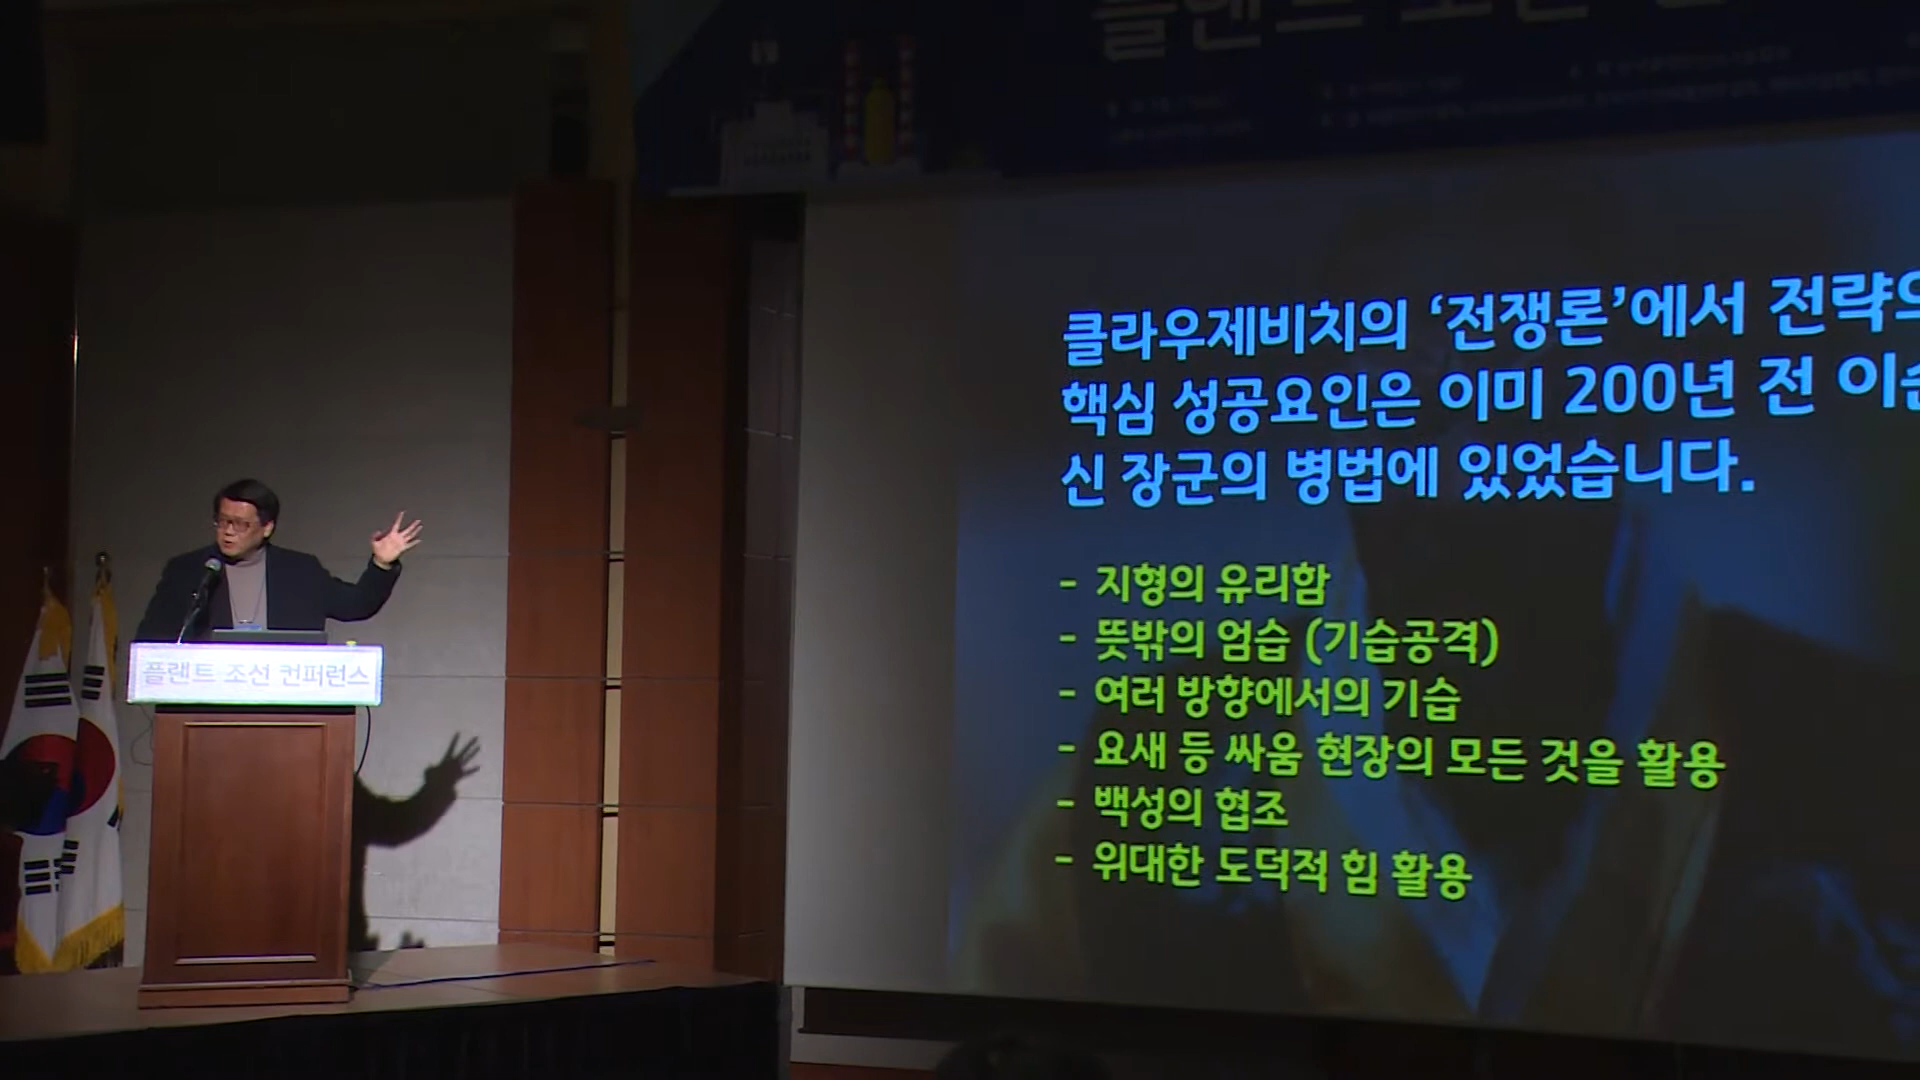 플랜트 조선
클라우제비치의 ‘전쟁론’에서 전략의
핵심 성공요인은 이미 200년 전 이순
신 장군의 병법에 있었습니다.
- 지형의 유리함
- 뜻밖의 엄습 (기습공격)
- 여러 방향에서의 기습
- 요새 등 싸움 현장의 모든 것을 활용
- 백성의 협조
- 위대한 도덕적 힘 활용
플랜트 조선 컨퍼런스